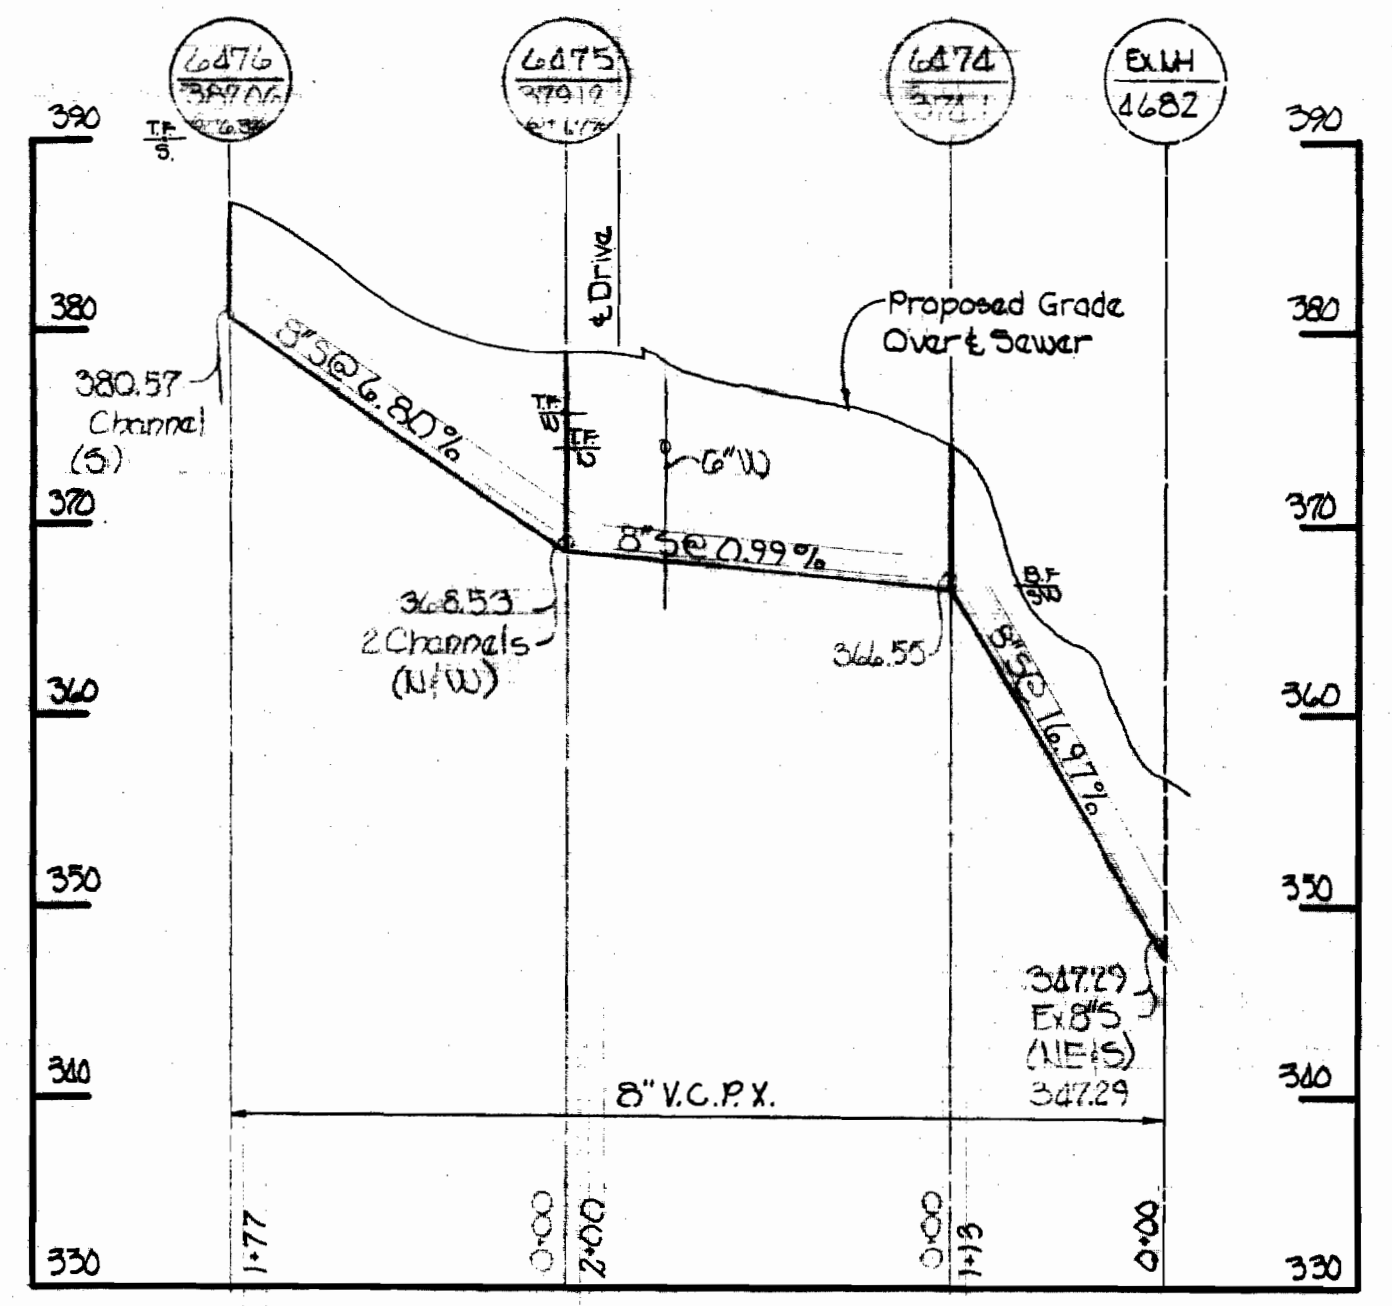 6476
6475
37912
6474
Ex.MH
4682
T.F.
S.
390
390
℄ Drive
380
380
Proposed Grade
Over ℄ Sewer
8"S@ 6.80%
380.57
Channel
(S)
T.F.
T.F.
6"W
370
370
8"S@ 0.99%
B.F.
SW
368.53
2 Channels
(N&W)
366.55
8"S@ 16.97%
360
360
350
350
347.29
Ex.8"S
(NE&S)
347.29
340
340
8" V.C.P.X.
1+77
0+00
2+00
0+00
1+13
0+00
330
330